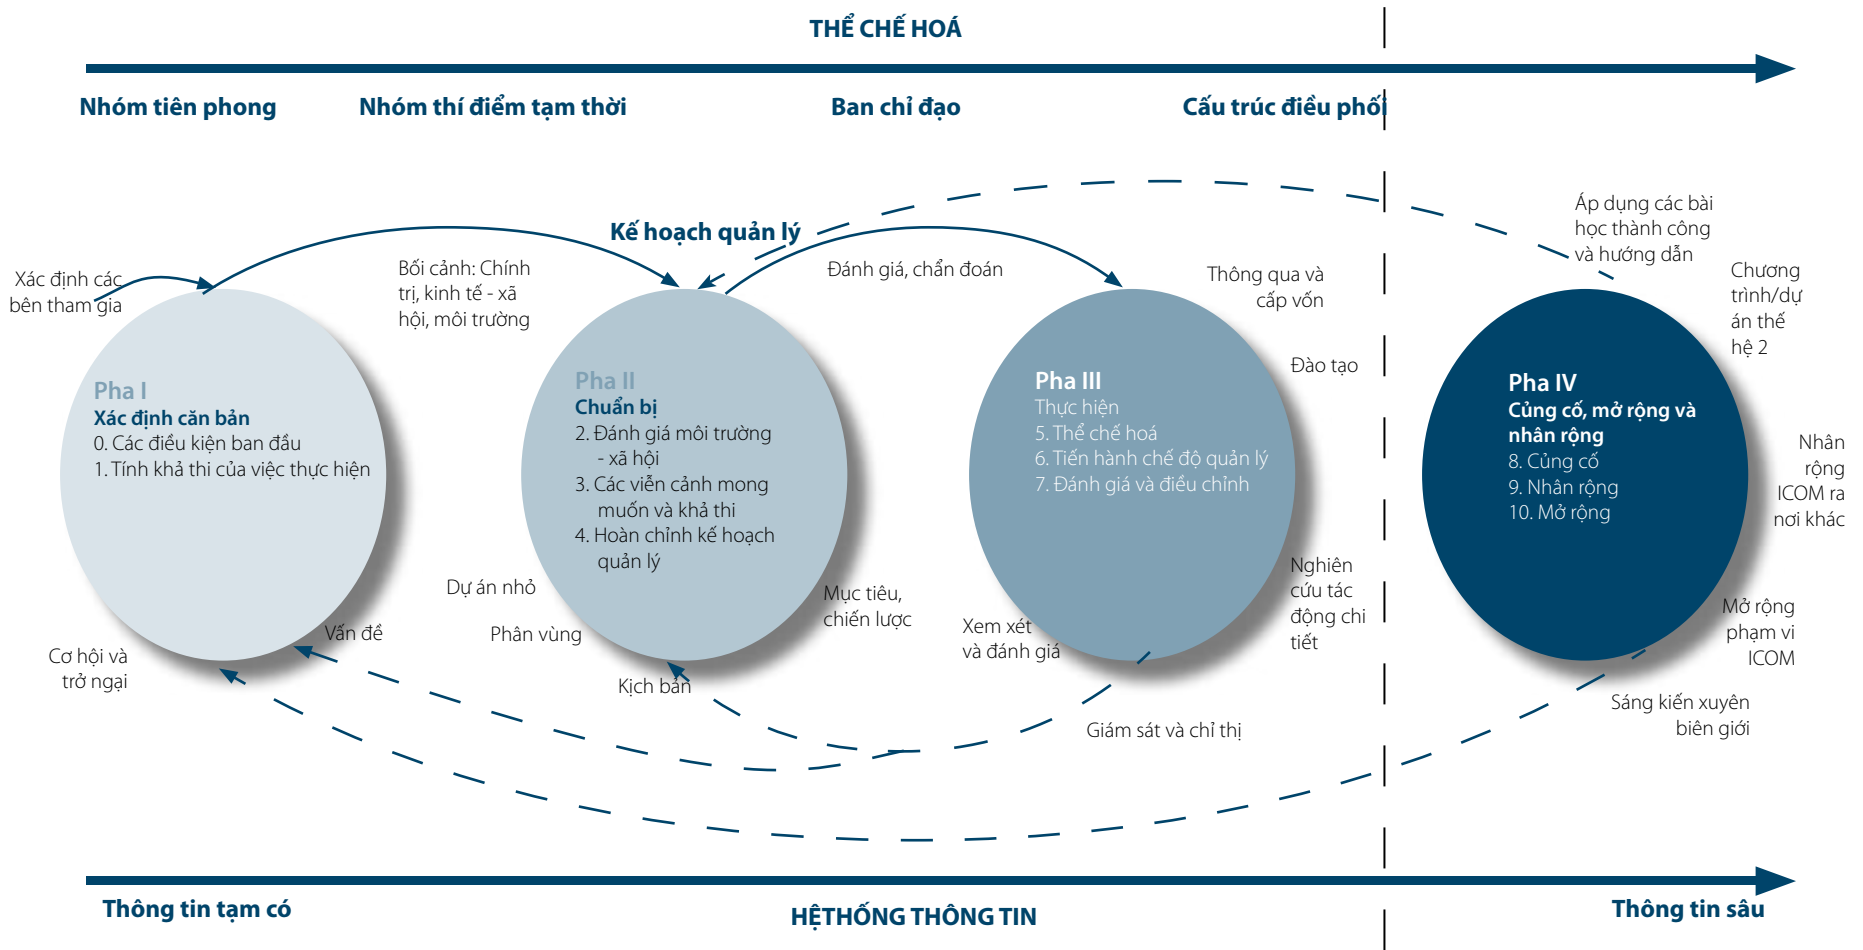 THỂ CHẾ HOÁ
Nhóm tiên phong
Nhóm thí điểm tạm thời
Ban chỉ đạo
Cấu trúc điều phối
Xác định các
bên tham gia
Bối cảnh: Chính
trị, kinh tế - xã
hội, môi trường
Kế hoạch quản lý
Đánh giá, chẩn đoán
Thông qua và
cấp vốn
Đào tạo
Áp dụng các bài
học thành công
và hướng dẫn
Chương
trình/dự
án thế
hệ 2
Pha I
Xác định căn bản
0. Các điều kiện ban đầu
1. Tính khả thi của việc thực hiện
Pha II
Chuẩn bị
2. Đánh giá môi trường
- xã hội
3. Các viễn cảnh mong
muốn và khả thi
4. Hoàn chỉnh kế hoạch
quản lý
Pha III
Thực hiện
5. Thể chế hoá
6. Tiến hành chế độ quản lý
7. Đánh giá và điều chỉnh
Pha IV
Củng cố, mở rộng và
nhân rộng
8. Củng cố
9. Nhân rộng
10. Mở rộng
Nhân
rộng
ICOM ra
nơi khác
Cơ hội và
trở ngại
Vấn đề
Dự án nhỏ
Phân vùng
Kịch bản
Mục tiêu,
chiến lược
Xem xét
và đánh giá
Giám sát và chỉ thị
Nghiên
cứu tác
động chi
tiết
Mở rộng
phạm vi
ICOM
Sáng kiến xuyên
biên giới
Thông tin tạm có
HỆTHỐNG THÔNG TIN
Thông tin sâu